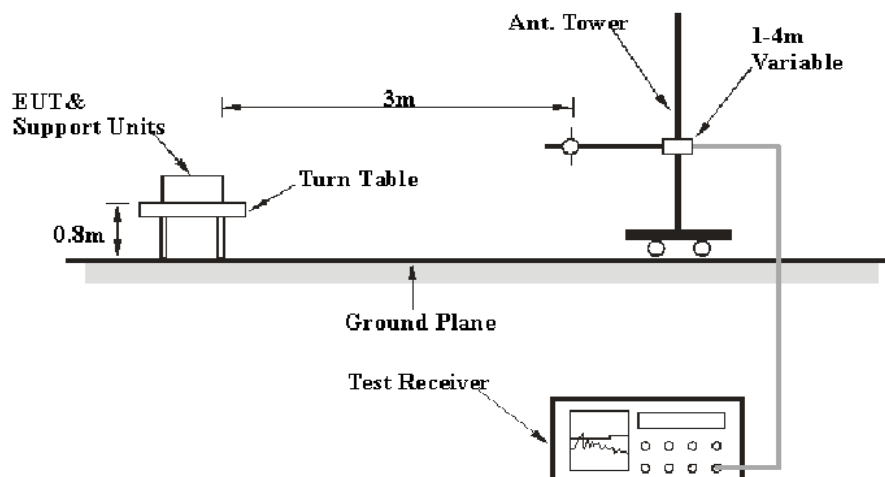 Ant. Tower
1-4m
Variable
3m
EUT &
Support Units
Turn Table
0.8m
Ground Plane
Test Receiver